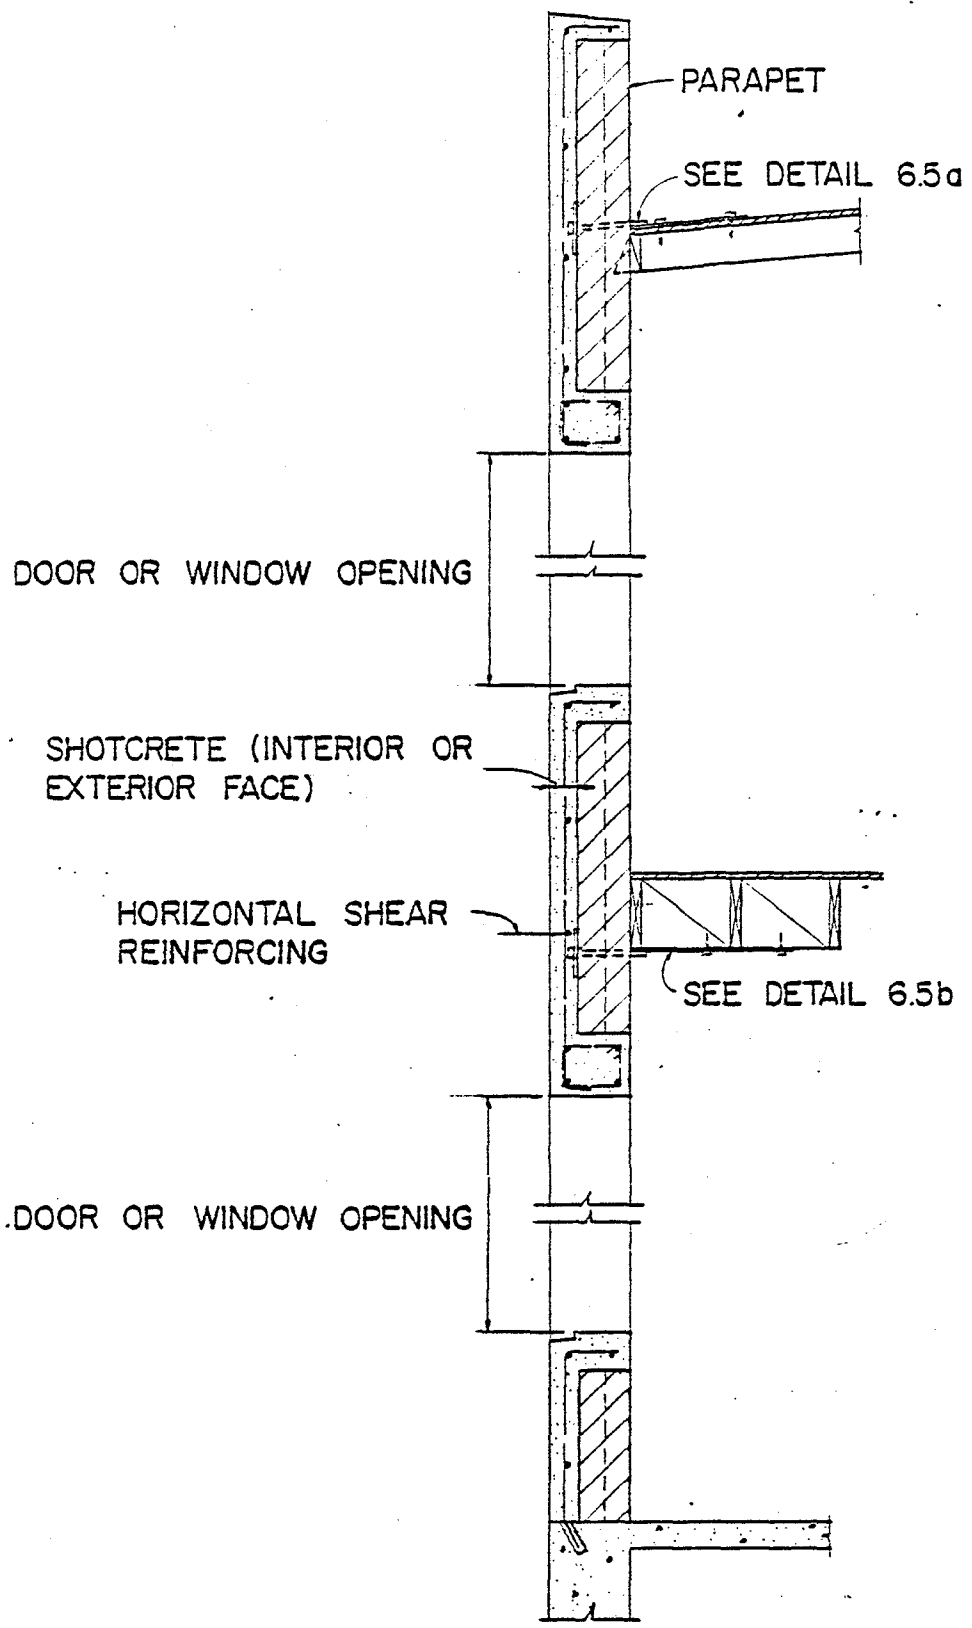 PARAPET
SEE DETAIL 6.5a
DOOR OR WINDOW OPENING
SHOTCRETE (INTERIOR OR
EXTERIOR FACE)
HORIZONTAL SHEAR
REINFORCING
SEE DETAIL 6.5b
DOOR OR WINDOW OPENING